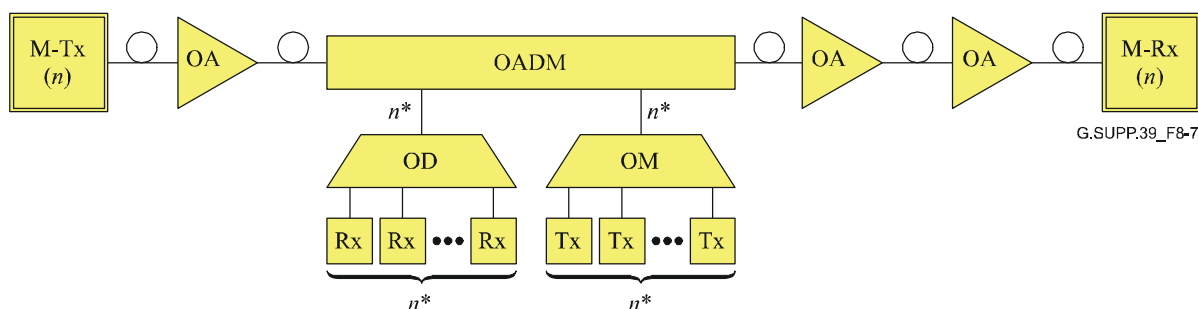 M-Tx
(n)
OA
OADM
OA
OA
M-Rx
(n)
G.SUPP.39_F8-7
n*
n*
OD
OM
Rx
Rx
•••
Rx
Tx
Tx
•••
Tx
n*
n*